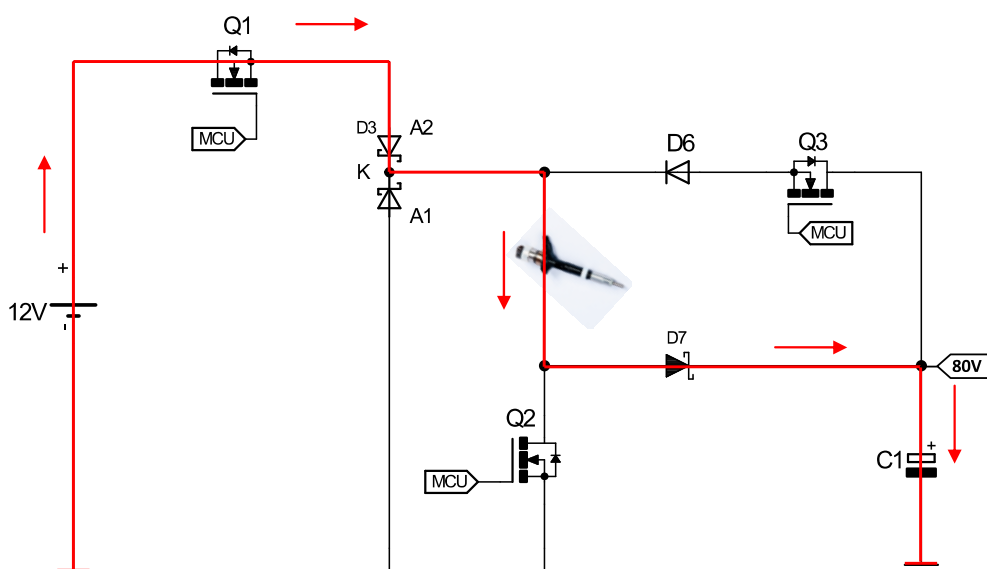 Q1
MCU
D3
A2
K
A1
D6
Q3
MCU
+
12V
-
D7
80V
Q2
MCU
C1
+